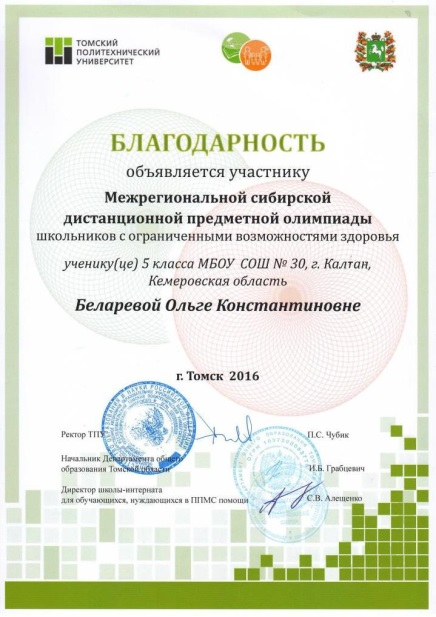 ТОМСКИЙ
ПОЛИТЕХНИЧЕСКИЙ
УНИВЕРСИТЕТ
БЛАГОДАРНОСТЬ
объявляется участнику
Межрегиональной сибирской
дистанционной предметной олимпиады
школьников с ограниченными возможностями здоровья
ученику(це) 5 класса МБОУ СОШ № 30, г. Калтан,
Кемеровская область
Беларевой Ольге Константиновне
г. Томск 2016
Ректор ТПУ
П.С. Чубик
Начальник Департамента общего
образования Томской области
И.Б. Грабцевич
Директор школы-интерната
для обучающихся, нуждающихся в ППМС помощи
С.В. Алещенко